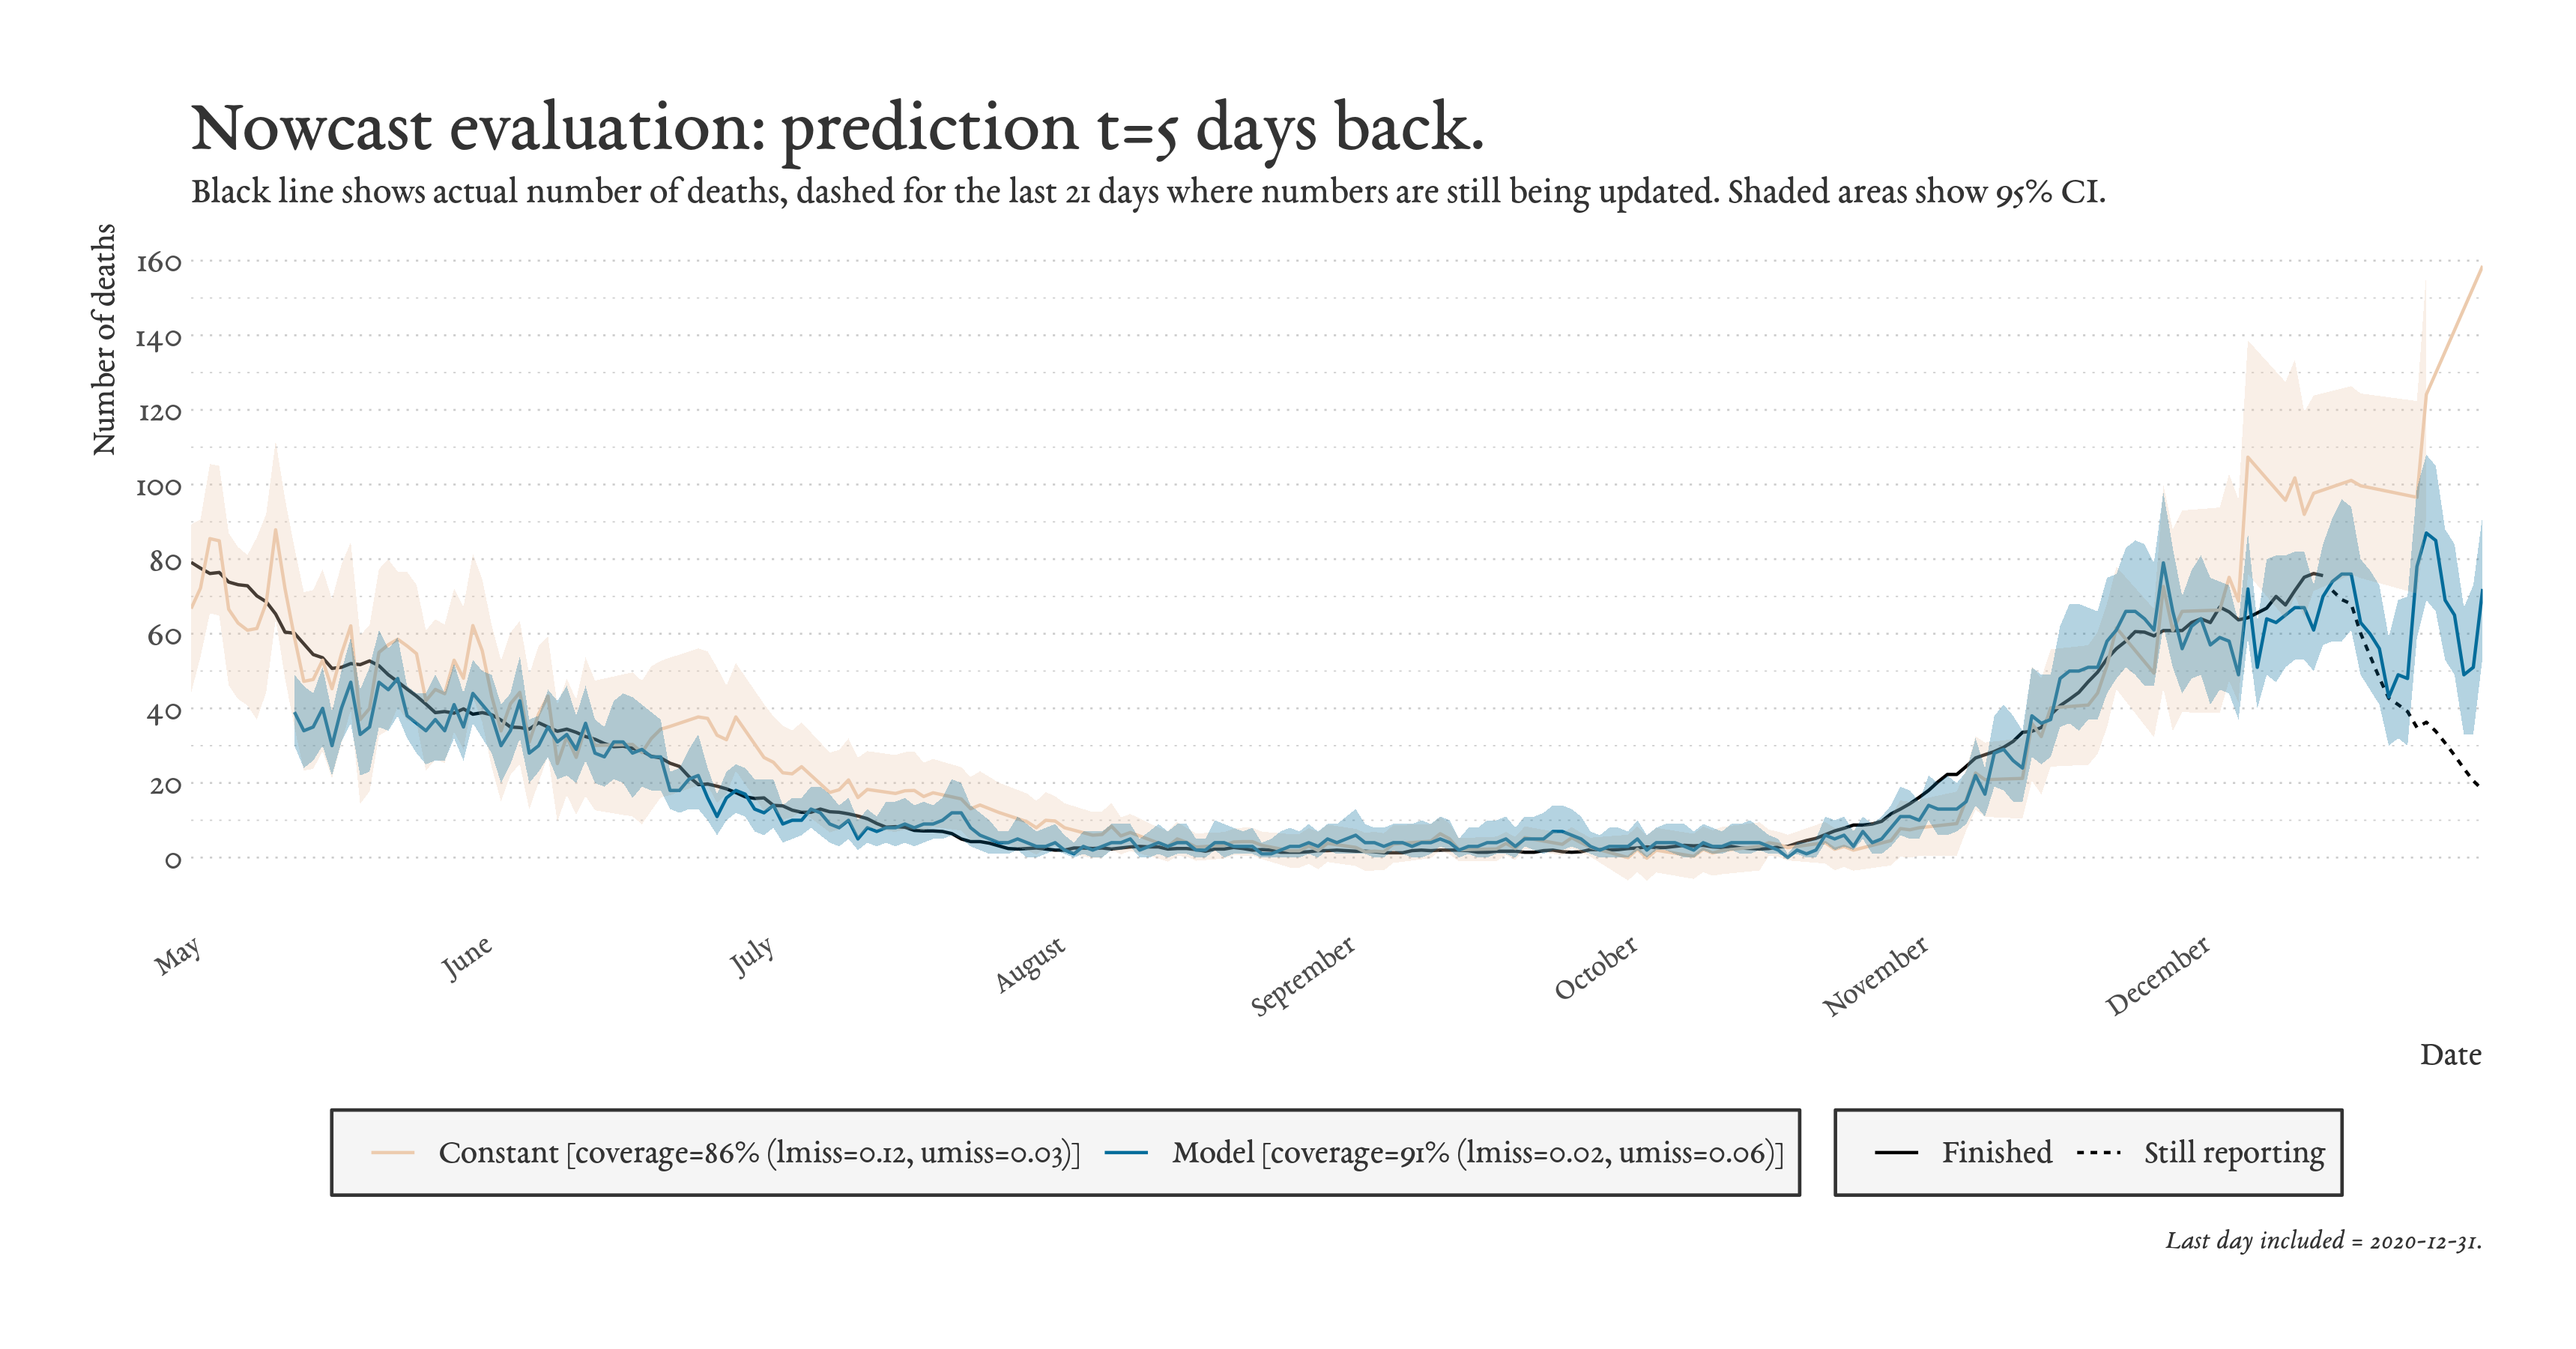 Nowcast evaluation: prediction t=5 days back.
Black line shows actual number of deaths, dashed for the last 21 days where numbers are still being updated. Shaded areas show 95% CI.
Number of deaths
160
140
120
100
80
60
40
20
0
May
June
July
August
September
October
November
December
Date
Constant [coverage=86% (lmiss=0.12, umiss=0.03)]
Model [coverage=91% (lmiss=0.02, umiss=0.06)]
Finished
Still reporting
Last day included = 2020-12-31.